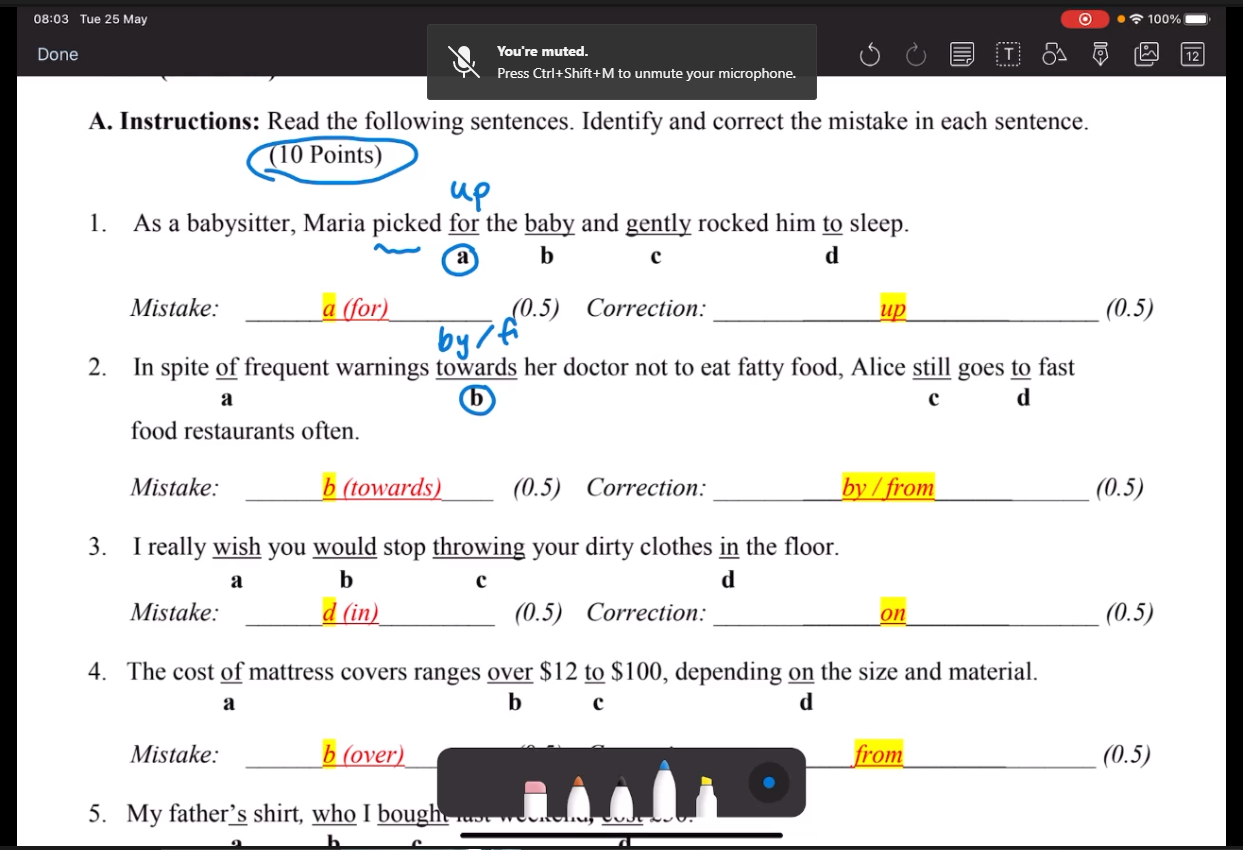 08:03 Tue 25 May
100%
Done
You're muted.
Press Ctrl+Shift+M to unmute your microphone.
T
12
A. Instructions: Read the following sentences. Identify and correct the mistake in each sentence.
(10 Points)
up
1. As a babysitter, Maria picked for the baby and gently rocked him to sleep.
a b c d
Mistake: a (for) (0.5) Correction: up (0.5)
by / f
2. In spite of frequent warnings towards her doctor not to eat fatty food, Alice still goes to fast
a b c d
food restaurants often.
Mistake: b (towards) (0.5) Correction: by / from (0.5)
3. I really wish you would stop throwing your dirty clothes in the floor.
a b c d
Mistake: d (in) (0.5) Correction: on (0.5)
4. The cost of mattress covers ranges over $12 to $100, depending on the size and material.
a b c d
Mistake: b (over) from (0.5)
5. My father's shirt, who I bought last weekend, cost
a b c d